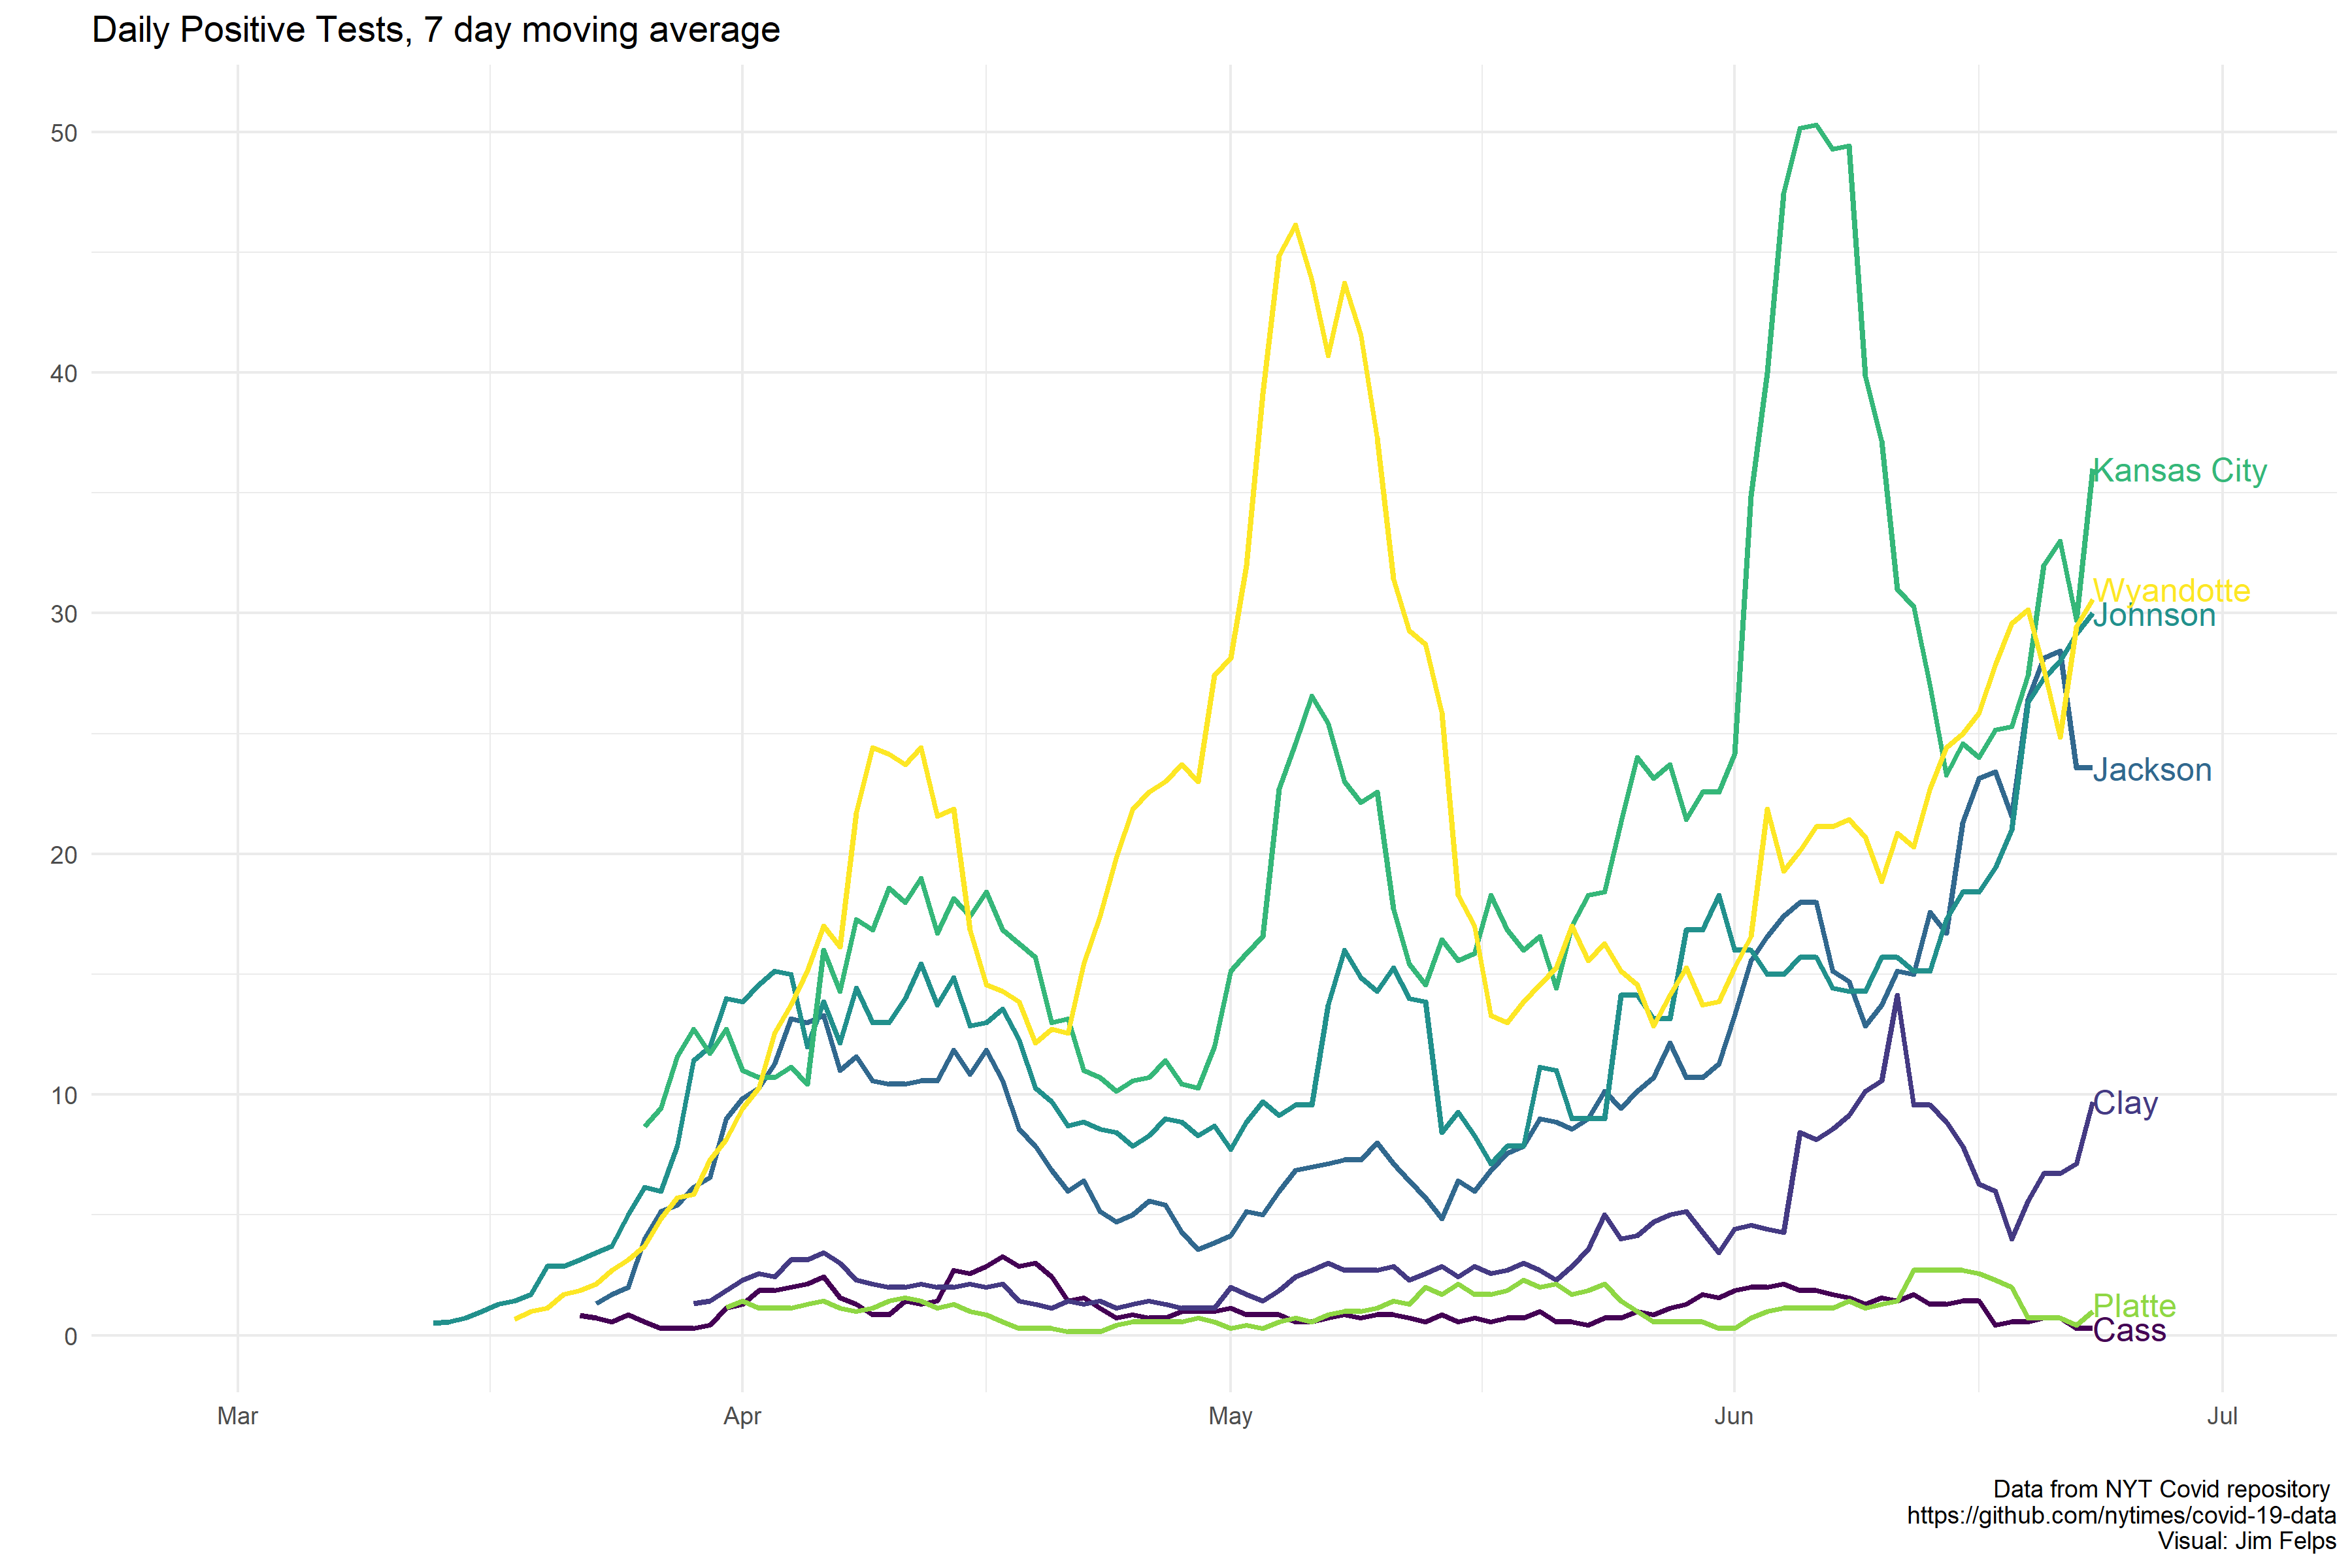 Daily Positive Tests, 7 day moving average
50
40
30
20
10
0
Kansas City
Wyandotte
Johnson
Jackson
Clay
Platte
Cass
Mar Apr May Jun Jul
Data from NYT Covid repository
https://github.com/nytimes/covid-19-data
Visual: Jim Felps